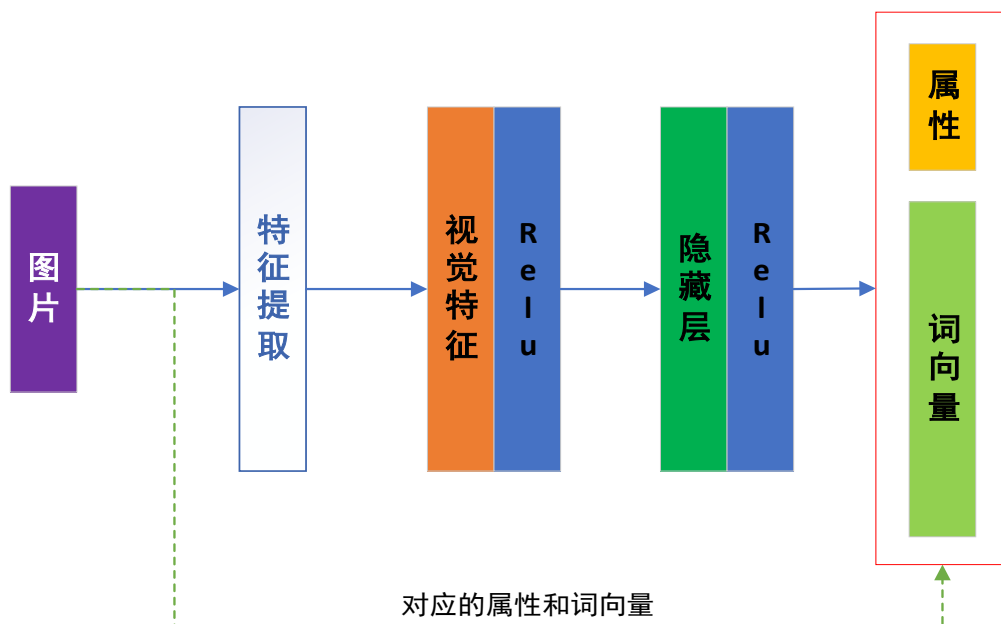 图片
特征提取
视觉特征
Relu
隐藏层
Relu
属性
词向量
对应的属性和词向量